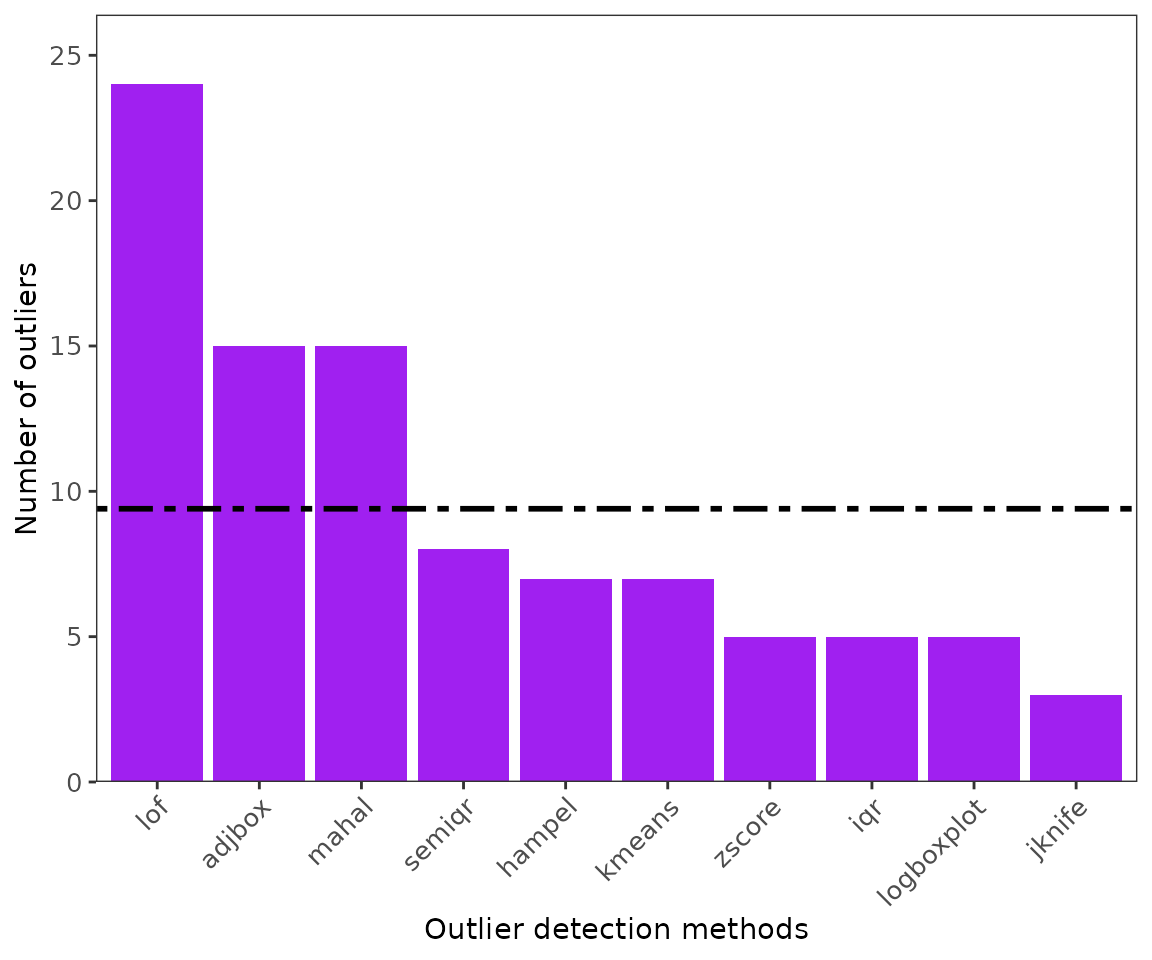 25
20
15
10
5
0
Number of outliers
lof
adjbox
mahal
semiqr
hampel
kmeans
zscore
iqr
logboxplot
jknife
Outlier detection methods